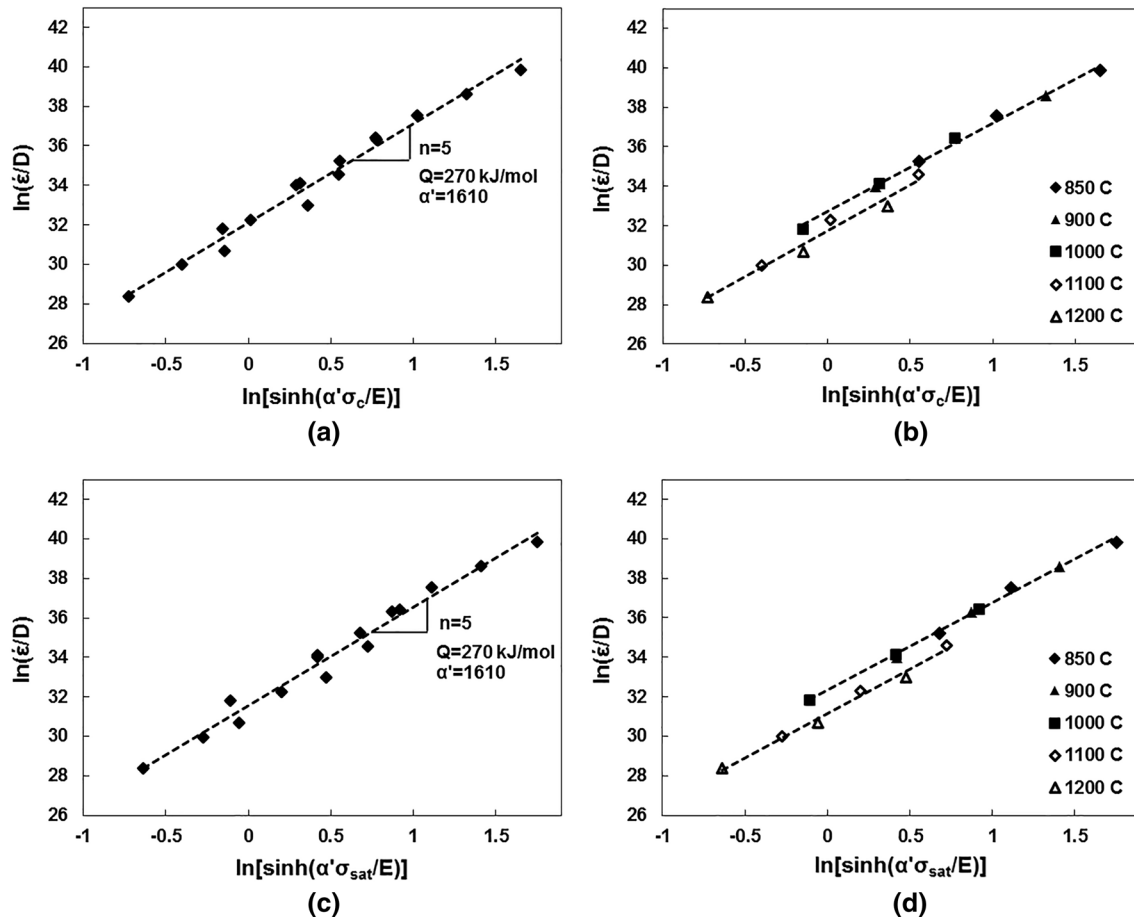 42
40
38
36
34
32
30
28
26
ln(ε̇/D)
n=5
Q=270 kJ/mol
α'=1610
-1 -0.5 0 0.5 1 1.5
ln[sinh(α'σc/E)]
(a)
42
40
38
36
34
32
30
28
26
ln(ε̇/D)
850 C
900 C
1000 C
1100 C
1200 C
-1 -0.5 0 0.5 1 1.5
ln[sinh(α'σc/E)]
(b)
42
40
38
36
34
32
30
28
26
ln(ε̇/D)
n=5
Q=270 kJ/mol
α'=1610
-1 -0.5 0 0.5 1 1.5
ln[sinh(α'σsat/E)]
(c)
42
40
38
36
34
32
30
28
26
ln(ε̇/D)
850 C
900 C
1000 C
1100 C
1200 C
-1 -0.5 0 0.5 1 1.5
ln[sinh(α'σsat/E)]
(d)